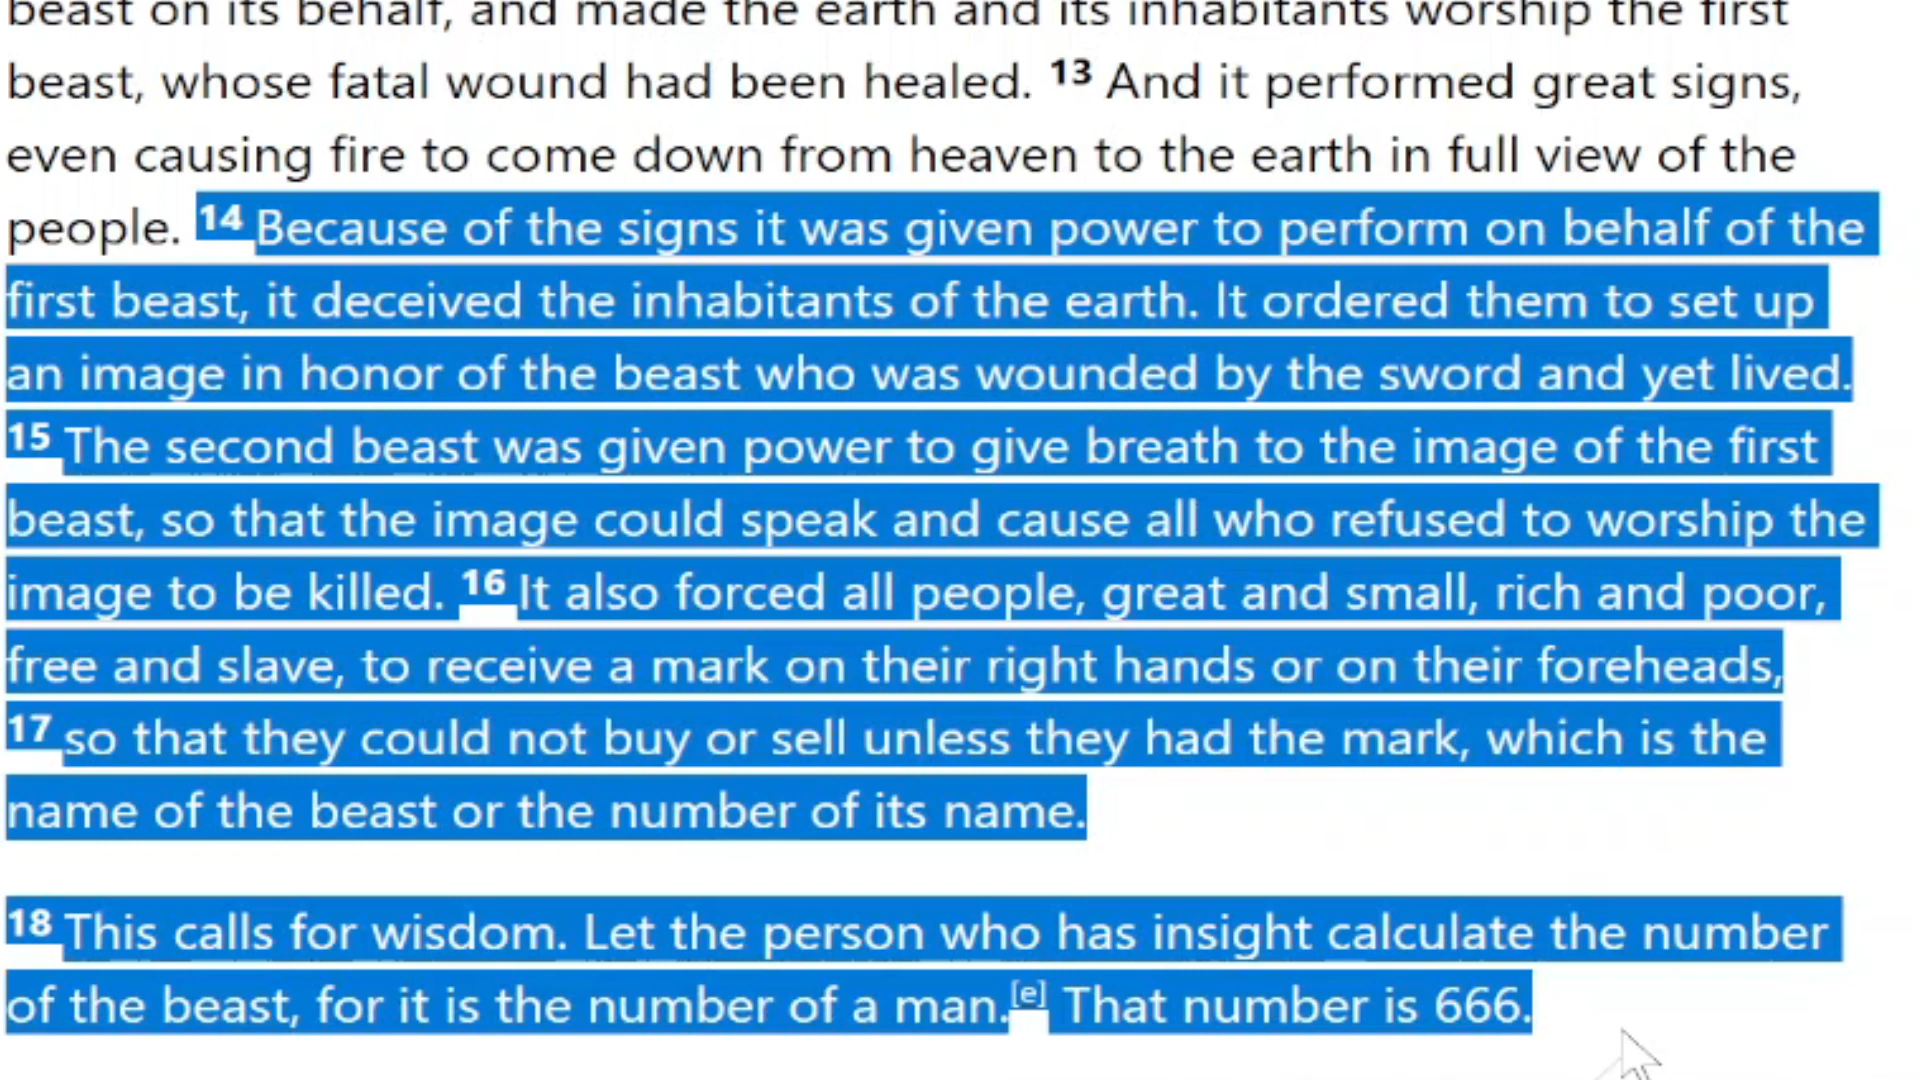 beast on its behalf, and made the earth and its inhabitants worship the first
beast, whose fatal wound had been healed. 13 And it performed great signs,
even causing fire to come down from heaven to the earth in full view of the
people. 14 Because of the signs it was given power to perform on behalf of the
first beast, it deceived the inhabitants of the earth. It ordered them to set up
an image in honor of the beast who was wounded by the sword and yet lived.
15 The second beast was given power to give breath to the image of the first
beast, so that the image could speak and cause all who refused to worship the
image to be killed. 16 It also forced all people, great and small, rich and poor,
free and slave, to receive a mark on their right hands or on their foreheads,
17 so that they could not buy or sell unless they had the mark, which is the
name of the beast or the number of its name.
18 This calls for wisdom. Let the person who has insight calculate the number
of the beast, for it is the number of a man.[e] That number is 666.